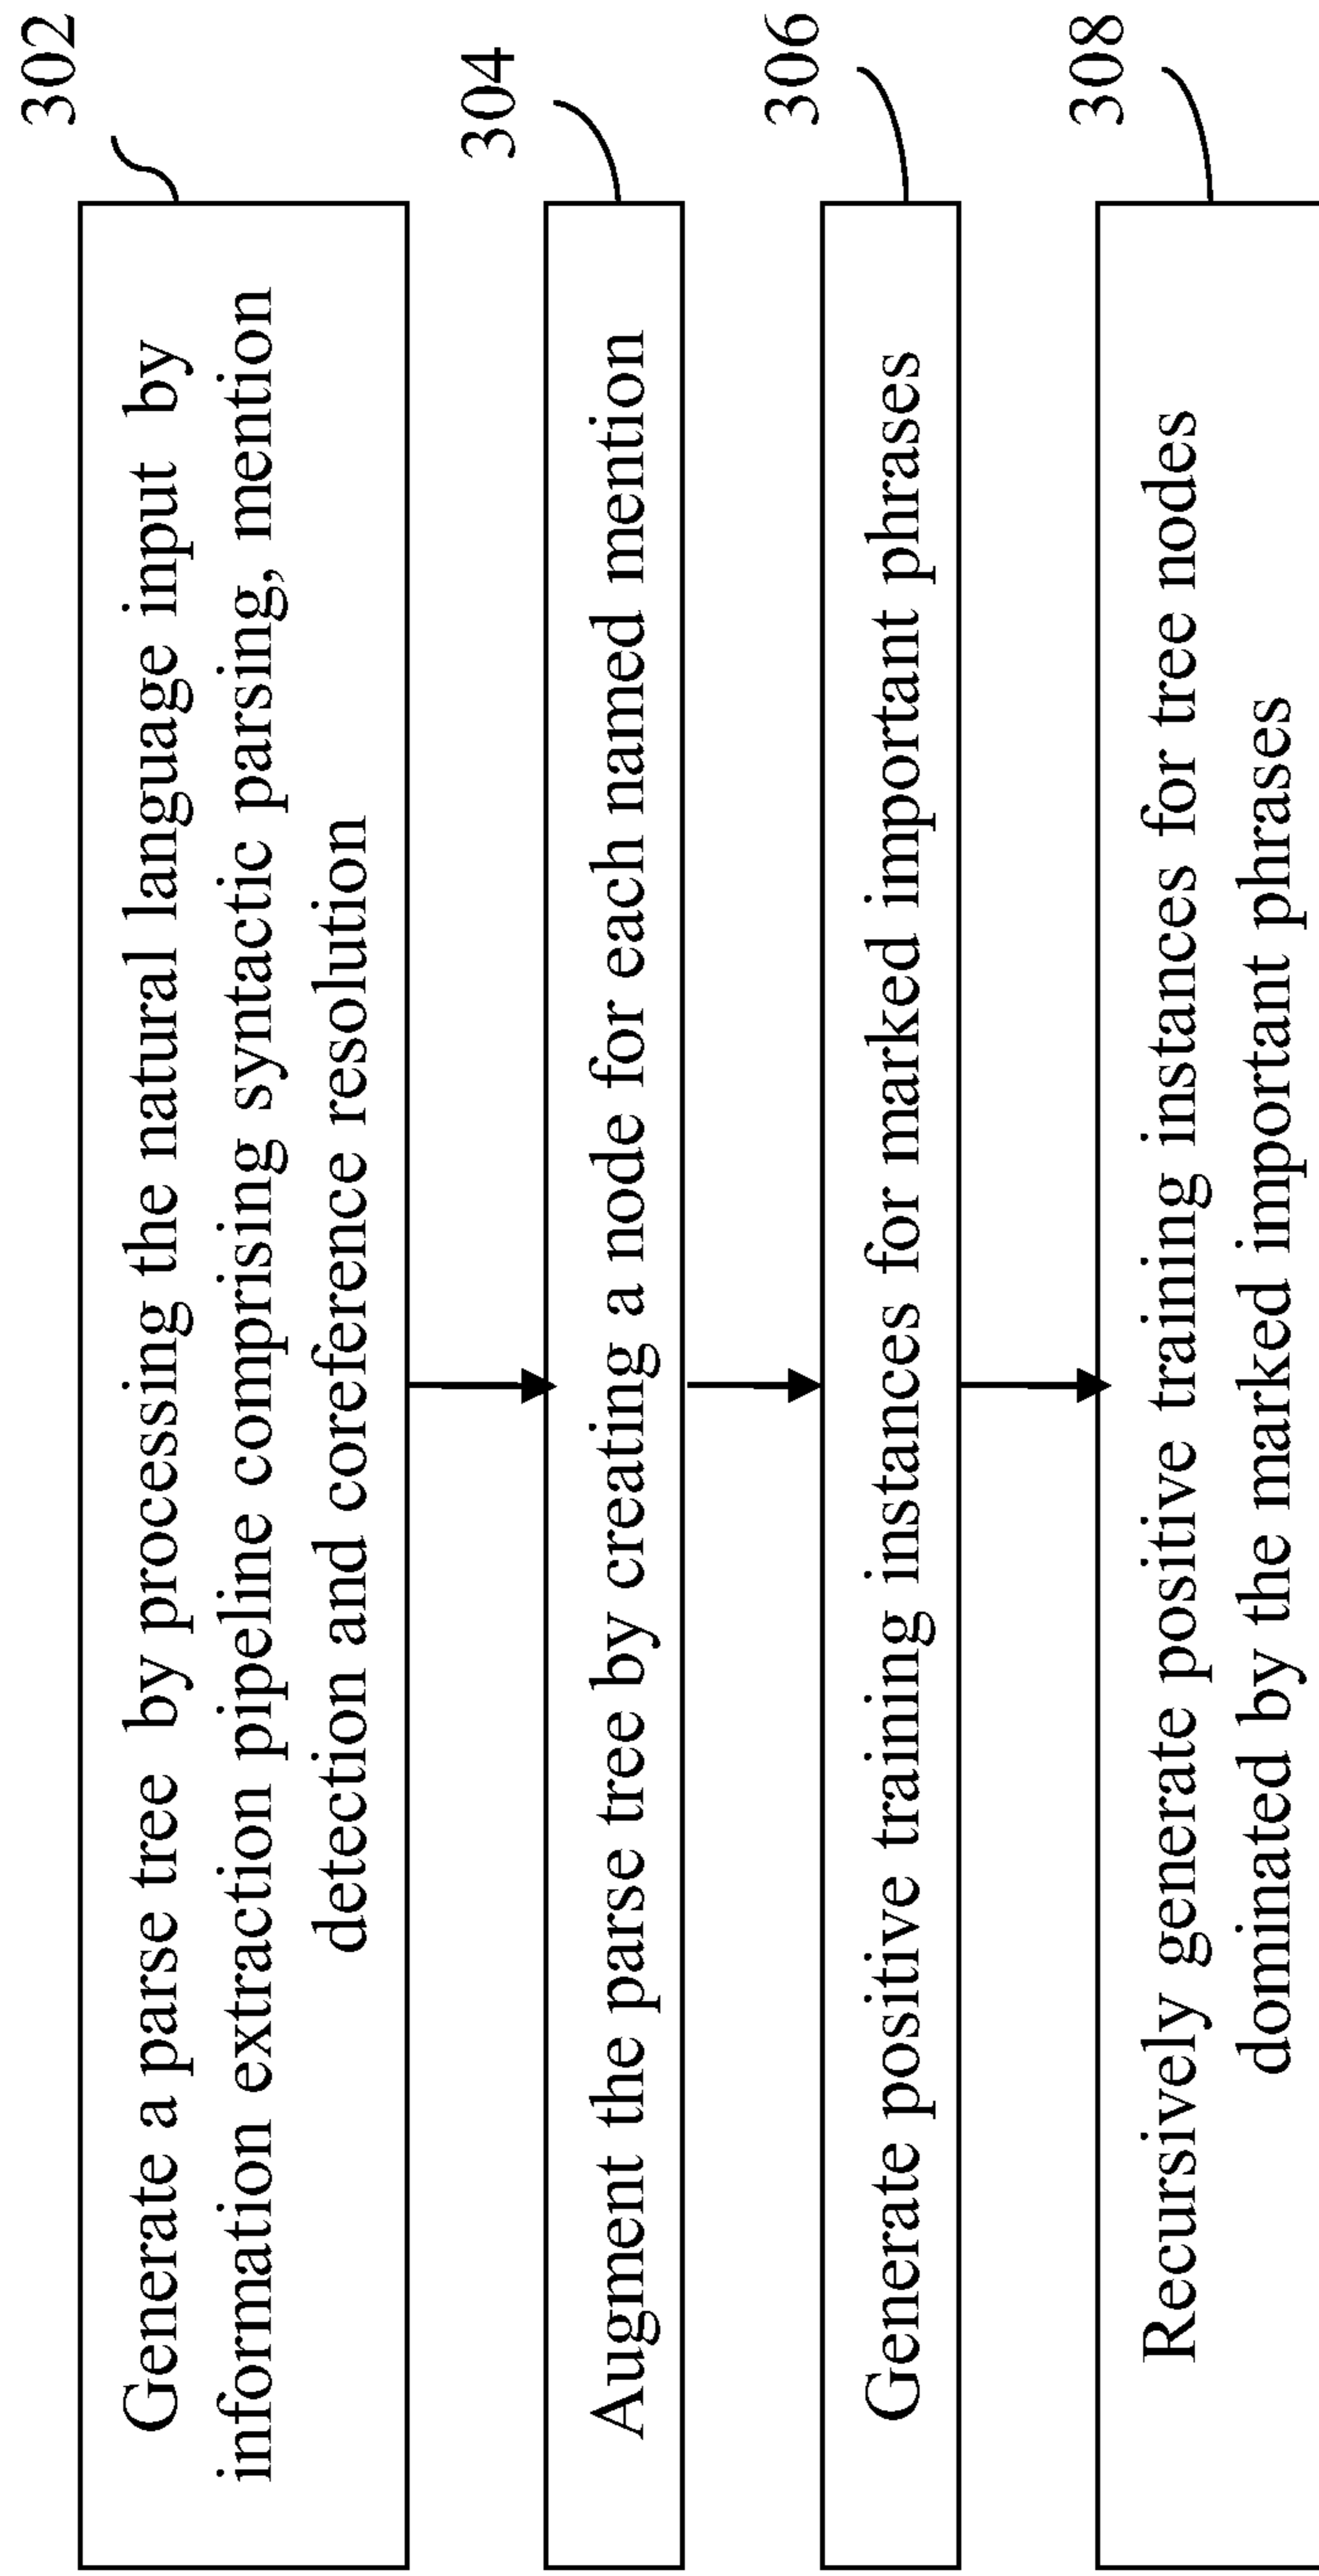 302
Generate a parse tree by processing the natural language input by
information extraction pipeline comprising syntactic parsing, mention
detection and coreference resolution
304
Augment the parse tree by creating a node for each named mention
306
Generate positive training instances for marked important phrases
308
Recursively generate positive training instances for tree nodes
dominated by the marked important phrases